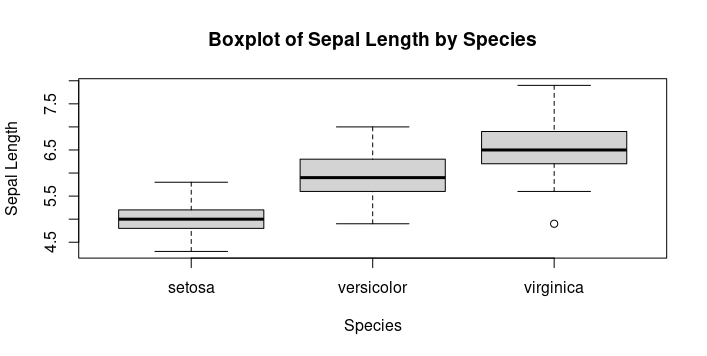 Boxplot of Sepal Length by Species
Sepal Length
7.5
6.5
5.5
4.5
setosa versicolor virginica
Species